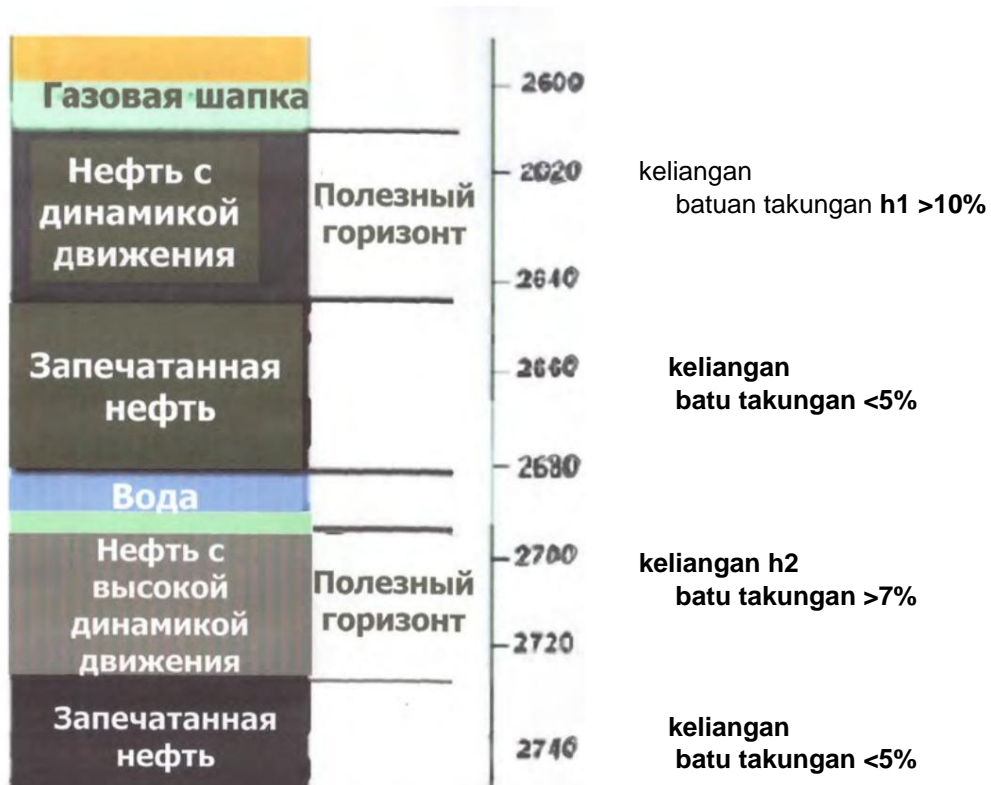 Газовая шапка
2600
Нефть с
динамикой
движения
Полезный
горизонт
2020
keliangan
batuan takungan h1 >10%
2640
Запечатанная
нефть
2660
keliangan
batu takungan <5%
2680
Вода
Нефть с
высокой
динамикой
движения
Полезный
горизонт
2700
keliangan h2
batu takungan >7%
2720
Запечатанная
нефть
2740
keliangan
batu takungan <5%